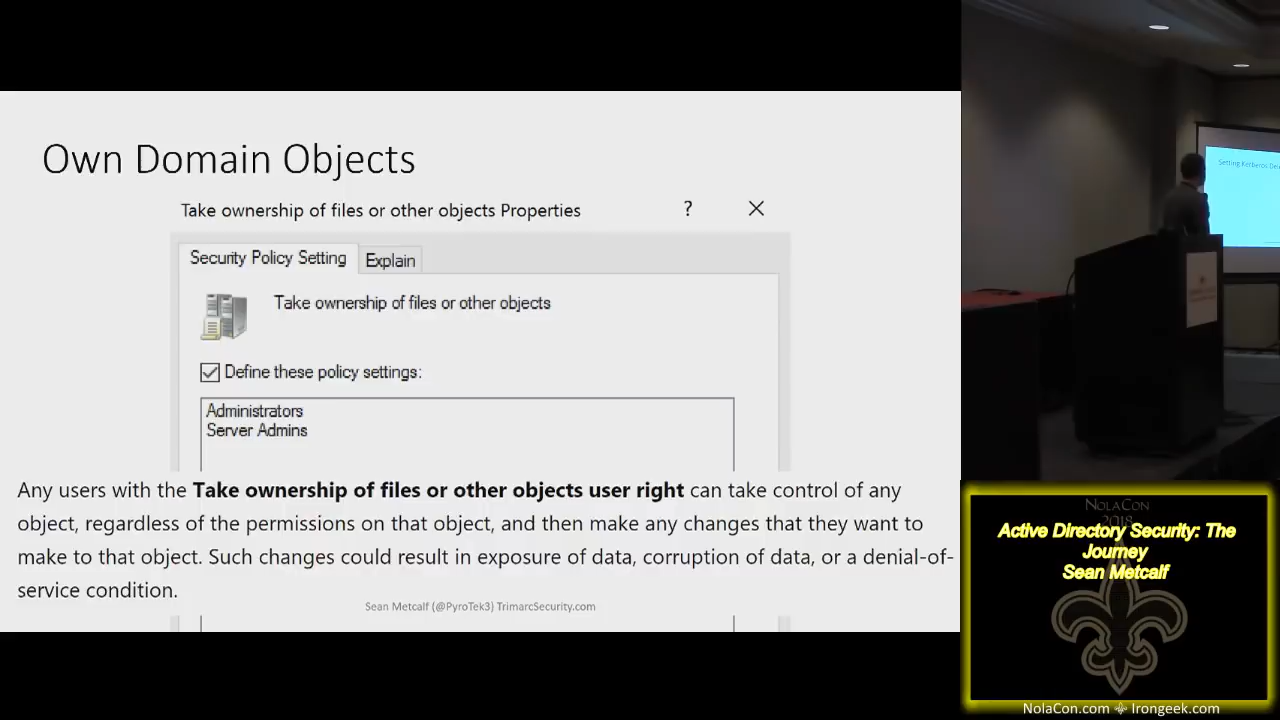 Own Domain Objects
Take ownership of files or other objects Properties
?
Security Policy Setting
Explain
Take ownership of files or other objects
Define these policy settings:
Administrators
Server Admins
Any users with the Take ownership of files or other objects user right can take control of any
object, regardless of the permissions on that object, and then make any changes that they want to
make to that object. Such changes could result in exposure of data, corruption of data, or a denial-of-
service condition.
Sean Metcalf (@PyroTek3) TrimarcSecurity.com
Setting Kerberos Del
NolaCon
2018
Active Directory Security: The
Journey
Sean Metcalf
NolaCon.com ⚜ Irongeek.com